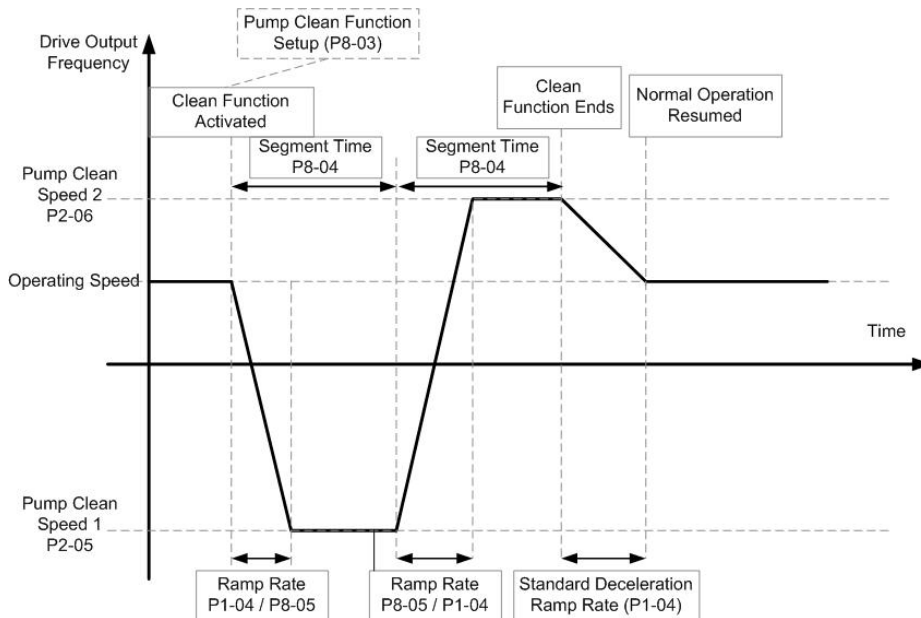 Pump Clean Function
Setup (P8-03)
Drive Output
Frequency
Clean Function
Activated
Clean
Function Ends
Normal Operation
Resumed
Segment Time
P8-04
Segment Time
P8-04
Pump Clean
Speed 2
P2-06
Operating Speed
Time
Pump Clean
Speed 1
P2-05
Ramp Rate
P1-04 / P8-05
Ramp Rate
P8-05 / P1-04
Standard Deceleration
Ramp Rate (P1-04)